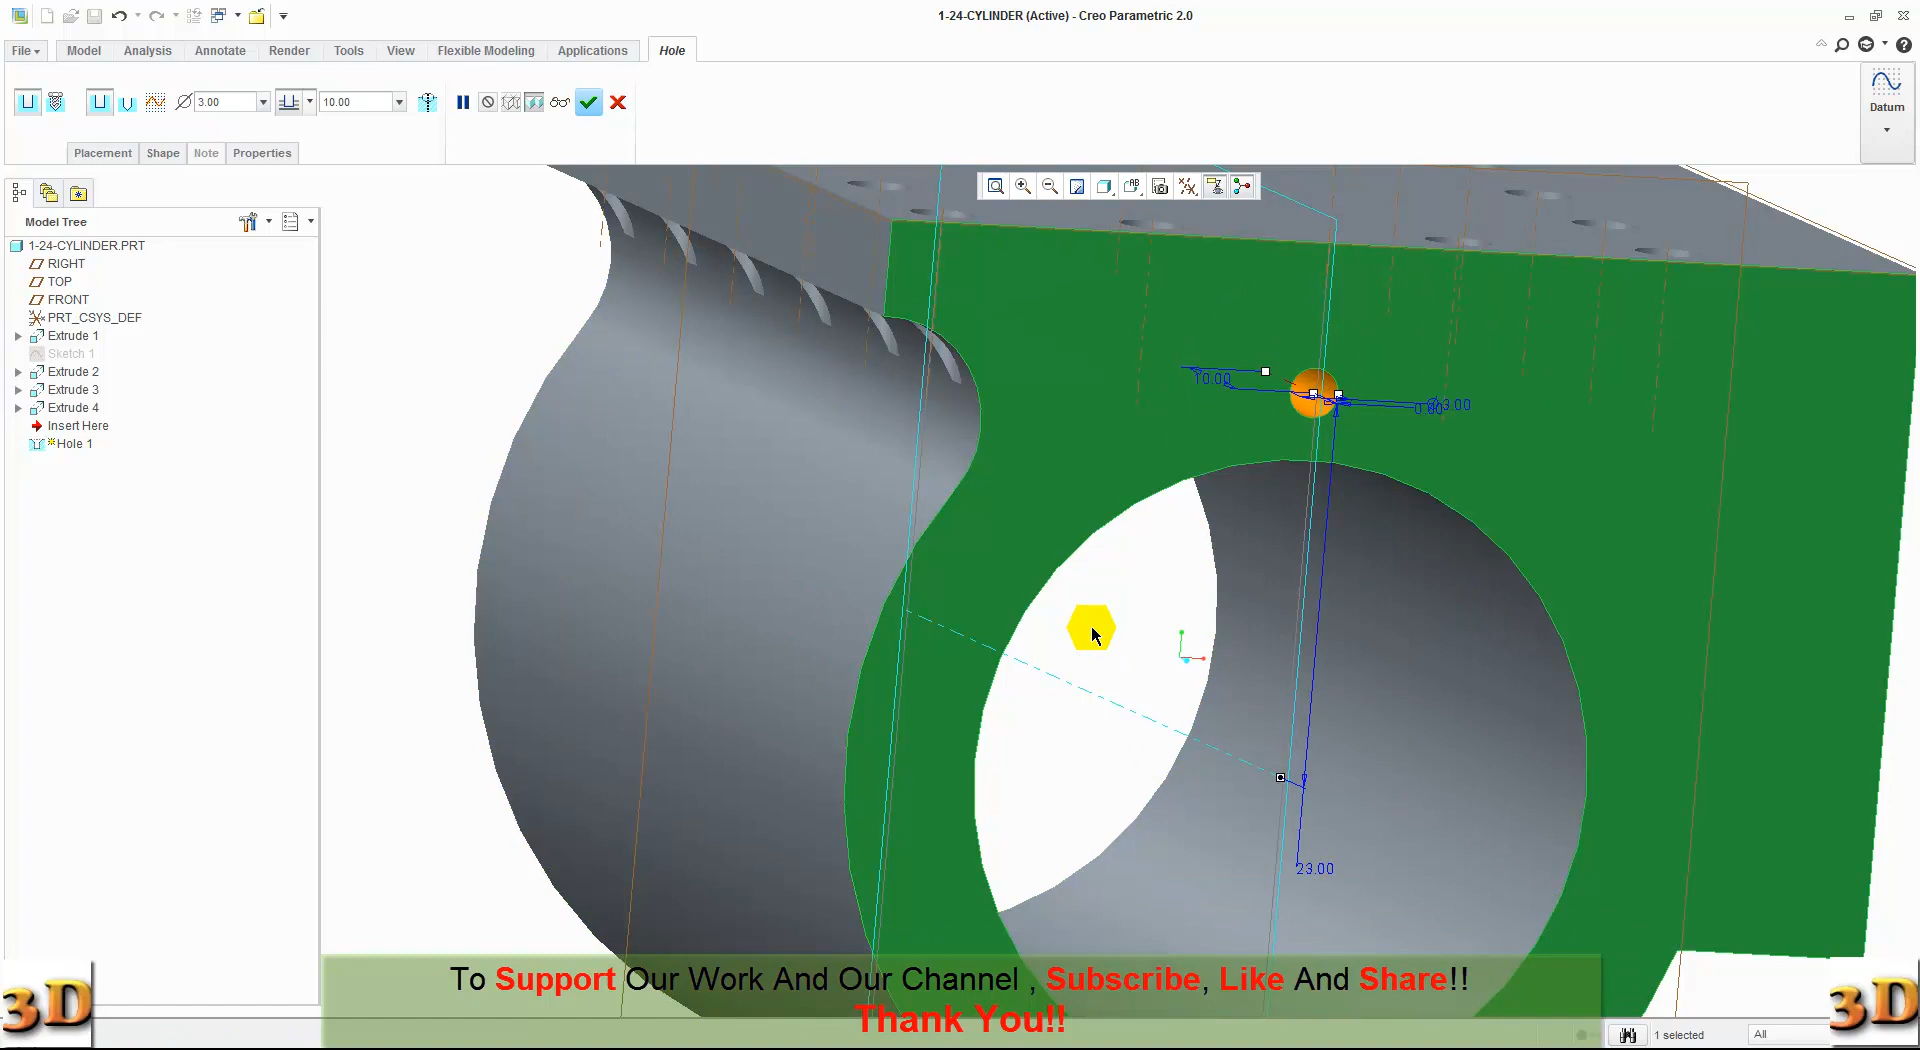 1-24-CYLINDER (Active) - Creo Parametric 2.0
File Model Analysis Annotate Render Tools View Flexible Modeling Applications Hole
3.00 10.00
Datum
Placement Shape Note Properties
Model Tree
1-24-CYLINDER.PRT
RIGHT
TOP
FRONT
PRT_CSYS_DEF
Extrude 1
Sketch 1
Extrude 2
Extrude 3
Extrude 4
Insert Here
Hole 1
10.00
3.00
23.00
To Support Our Work And Our Channel , Subscribe, Like And Share!!
Thank You!!
3D
3D
1 selected
All